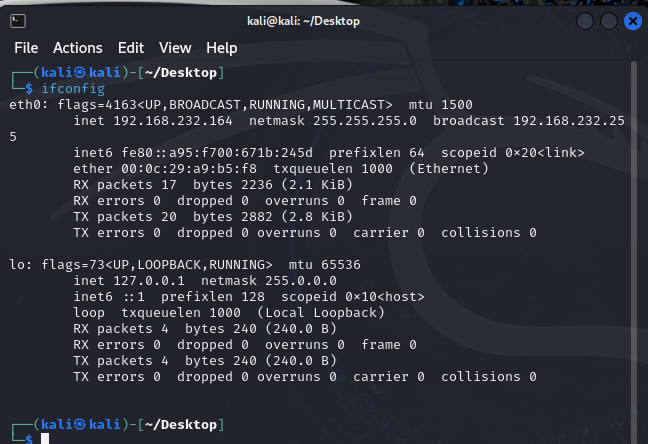 kali@kali: ~/Desktop
File Actions Edit View Help
┌──(kali㉿kali)-[~/Desktop]
└─$ ifconfig
eth0: flags=4163<UP,BROADCAST,RUNNING,MULTICAST>  mtu 1500
        inet 192.168.232.164  netmask 255.255.255.0  broadcast 192.168.232.25
5
        inet6 fe80::a95:f700:671b:245d  prefixlen 64  scopeid 0×20<link>
        ether 00:0c:29:a9:b5:f8  txqueuelen 1000  (Ethernet)
        RX packets 17  bytes 2236 (2.1 KiB)
        RX errors 0  dropped 0  overruns 0  frame 0
        TX packets 20  bytes 2882 (2.8 KiB)
        TX errors 0  dropped 0 overruns 0  carrier 0  collisions 0
lo: flags=73<UP,LOOPBACK,RUNNING>  mtu 65536
        inet 127.0.0.1  netmask 255.0.0.0
        inet6 ::1  prefixlen 128  scopeid 0×10<host>
        loop  txqueuelen 1000  (Local Loopback)
        RX packets 4  bytes 240 (240.0 B)
        RX errors 0  dropped 0  overruns 0  frame 0
        TX packets 4  bytes 240 (240.0 B)
        TX errors 0  dropped 0 overruns 0  carrier 0  collisions 0
┌──(kali㉿kali)-[~/Desktop]
└─$